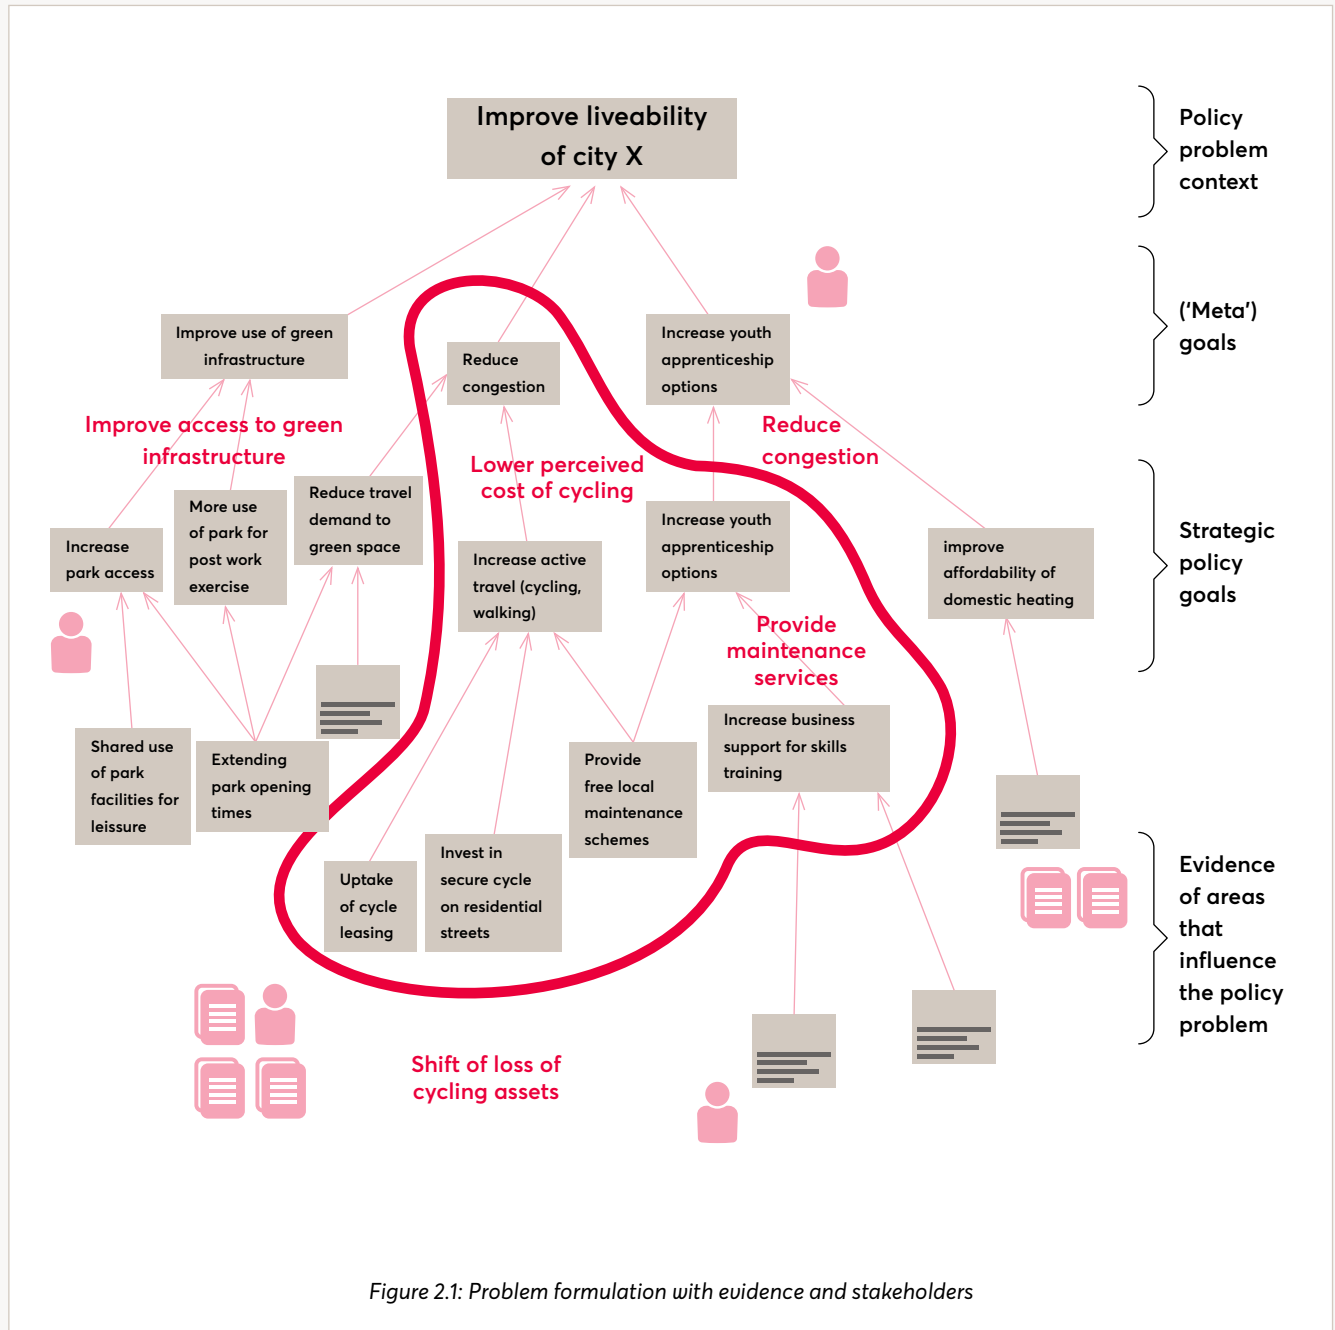 Improve liveability
of city X
Policy
problem
context
(‘Meta’)
goals
Improve use of green
infrastructure
Reduce
congestion
Increase youth
apprenticeship
options
Improve access to green
infrastructure
Lower perceived
cost of cycling
Reduce
congestion
Strategic
policy
goals
Increase
park access
More use
of park for
post work
exercise
Reduce travel
demand to
green space
Increase active
travel (cycling,
walking)
Increase youth
apprenticeship
options
improve
affordability of
domestic heating
Provide
maintenance
services
Shared use
of park
facilities for
leissure
Extending
park opening
times
Uptake
of cycle
leasing
Invest in
secure cycle
on residential
streets
Provide
free local
maintenance
schemes
Increase business
support for skills
training
Evidence
of areas
that
influence
the policy
problem
Shift of loss of
cycling assets
Figure 2.1: Problem formulation with evidence and stakeholders